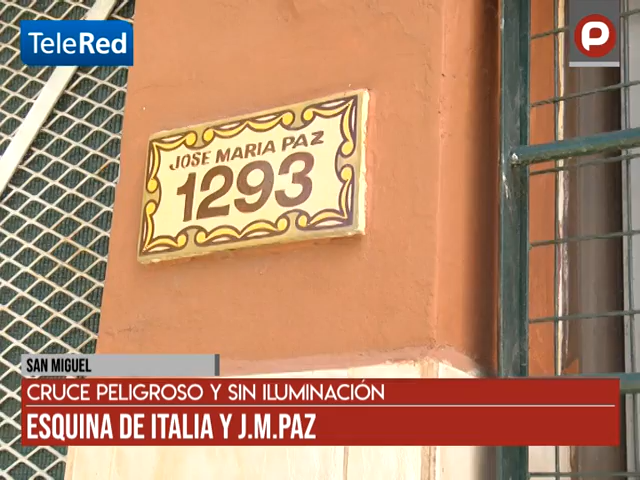 TeleRed
P
JOSE MARIA PAZ
1293
SAN MIGUEL
CRUCE PELIGROSO Y SIN ILUMINACIÓN
ESQUINA DE ITALIA Y J.M.PAZ